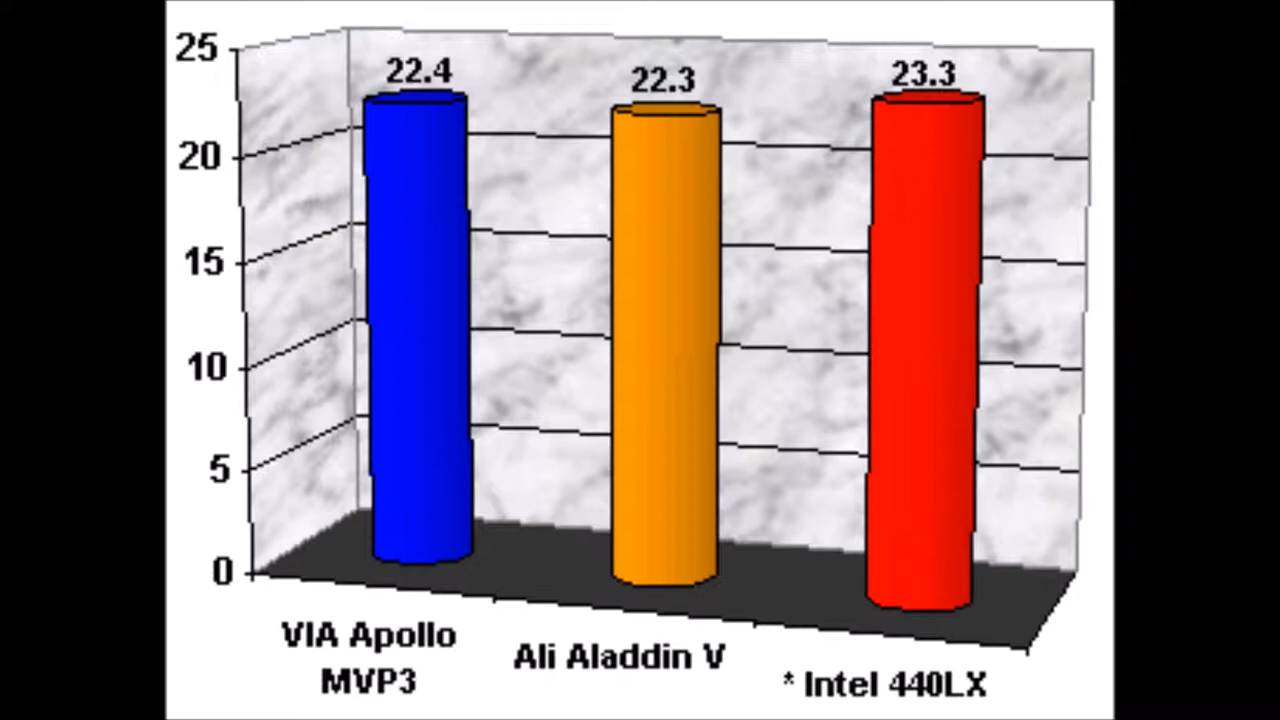 25
22.4
22.3
23.3
20
15
10
5
0
VIA Apollo
MVP3
Ali Aladdin V
* Intel 440LX